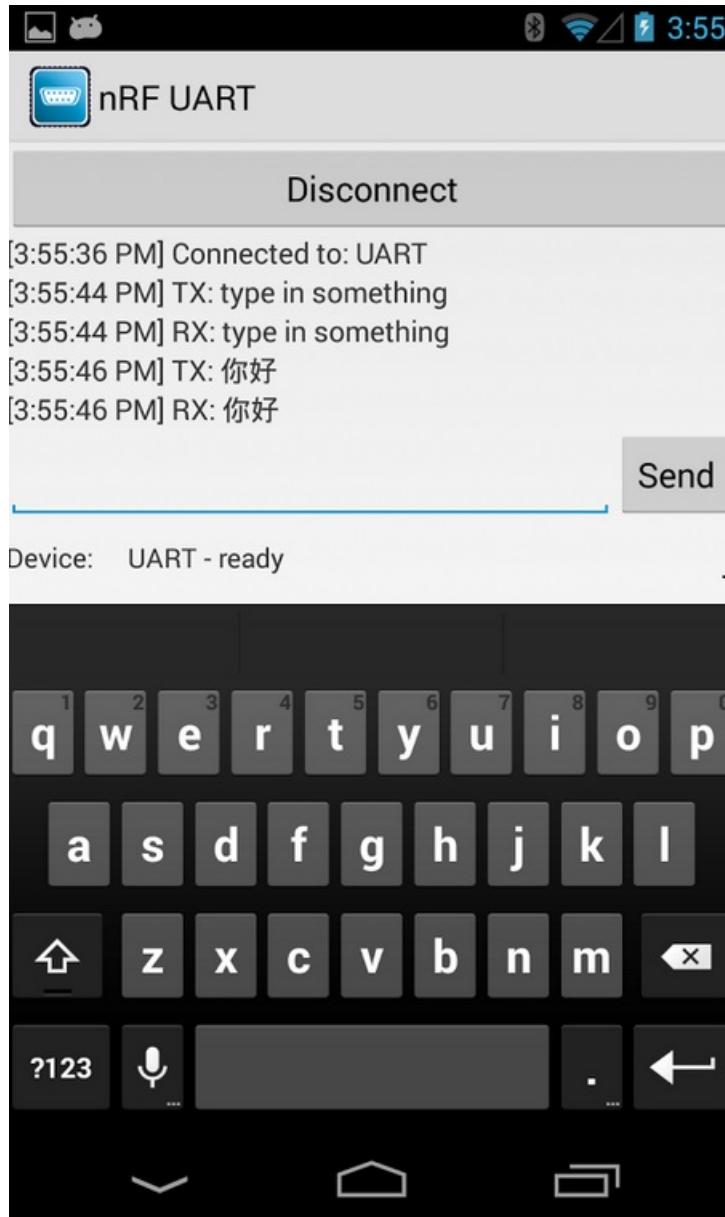 3:55
nRF UART
Disconnect
[3:55:36 PM] Connected to: UART
[3:55:44 PM] TX: type in something
[3:55:44 PM] RX: type in something
[3:55:46 PM] TX: 你好
[3:55:46 PM] RX: 你好
Send
Device: UART - ready
1 2 3 4 5 6 7 8 9 0
q w e r t y u i o p
a s d f g h j k l
z x c v b n m
?123 .